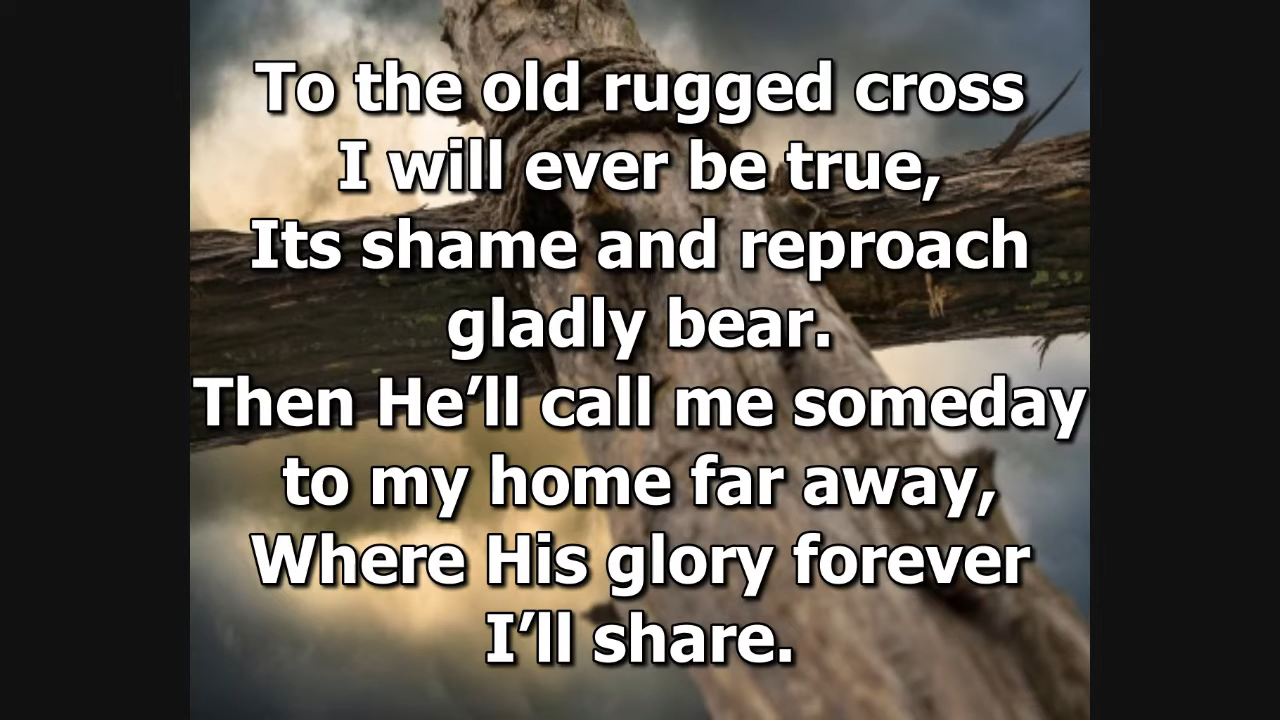 To the old rugged cross
I will ever be true,
Its shame and reproach
gladly bear.
Then He’ll call me someday
to my home far away,
Where His glory forever
I’ll share.